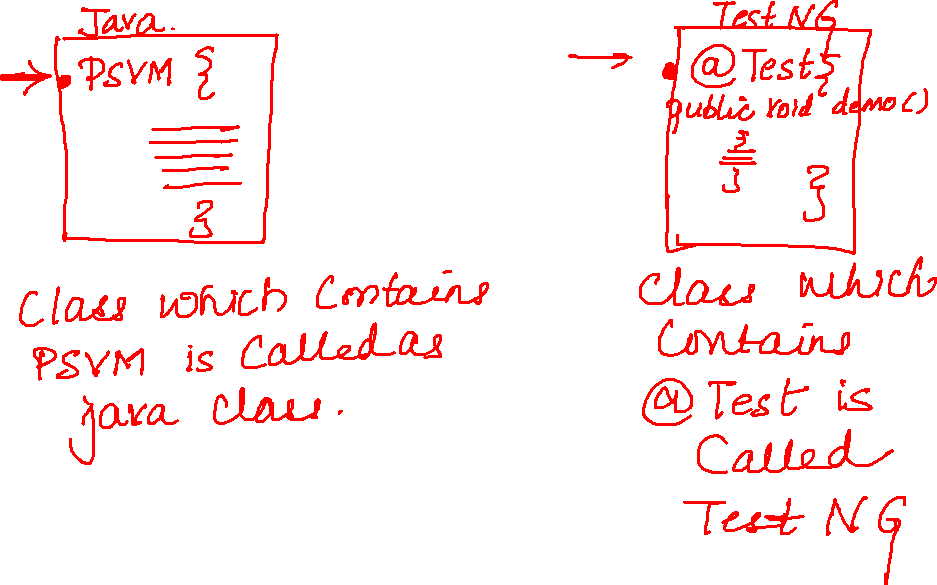 Java.
PSVM {
}
Class which Contains
PSVM is Called as
java class.
Test NG
@Test {
public void demo()
{
}
}
Class which
Contains
@Test is
Called
Test NG